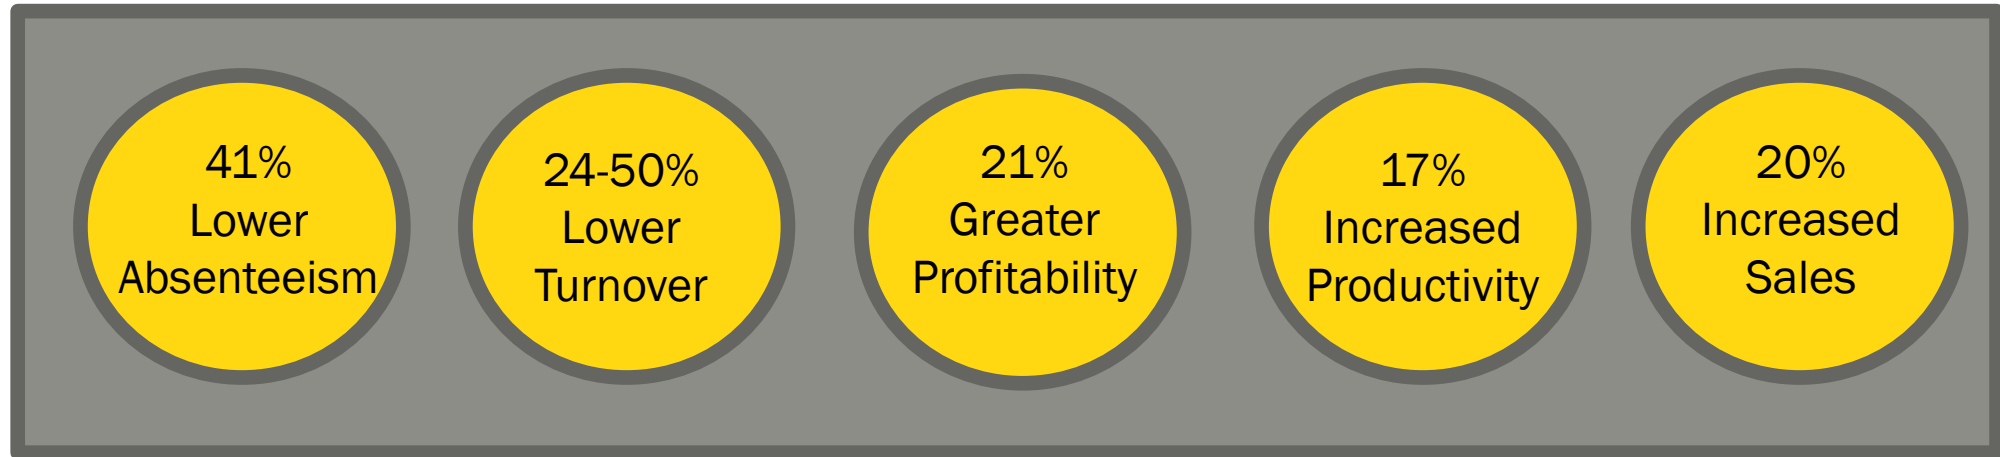 41%
Lower
Absenteeism
24-50%
Lower
Turnover
21%
Greater
Profitability
17%
Increased
Productivity
20%
Increased
Sales